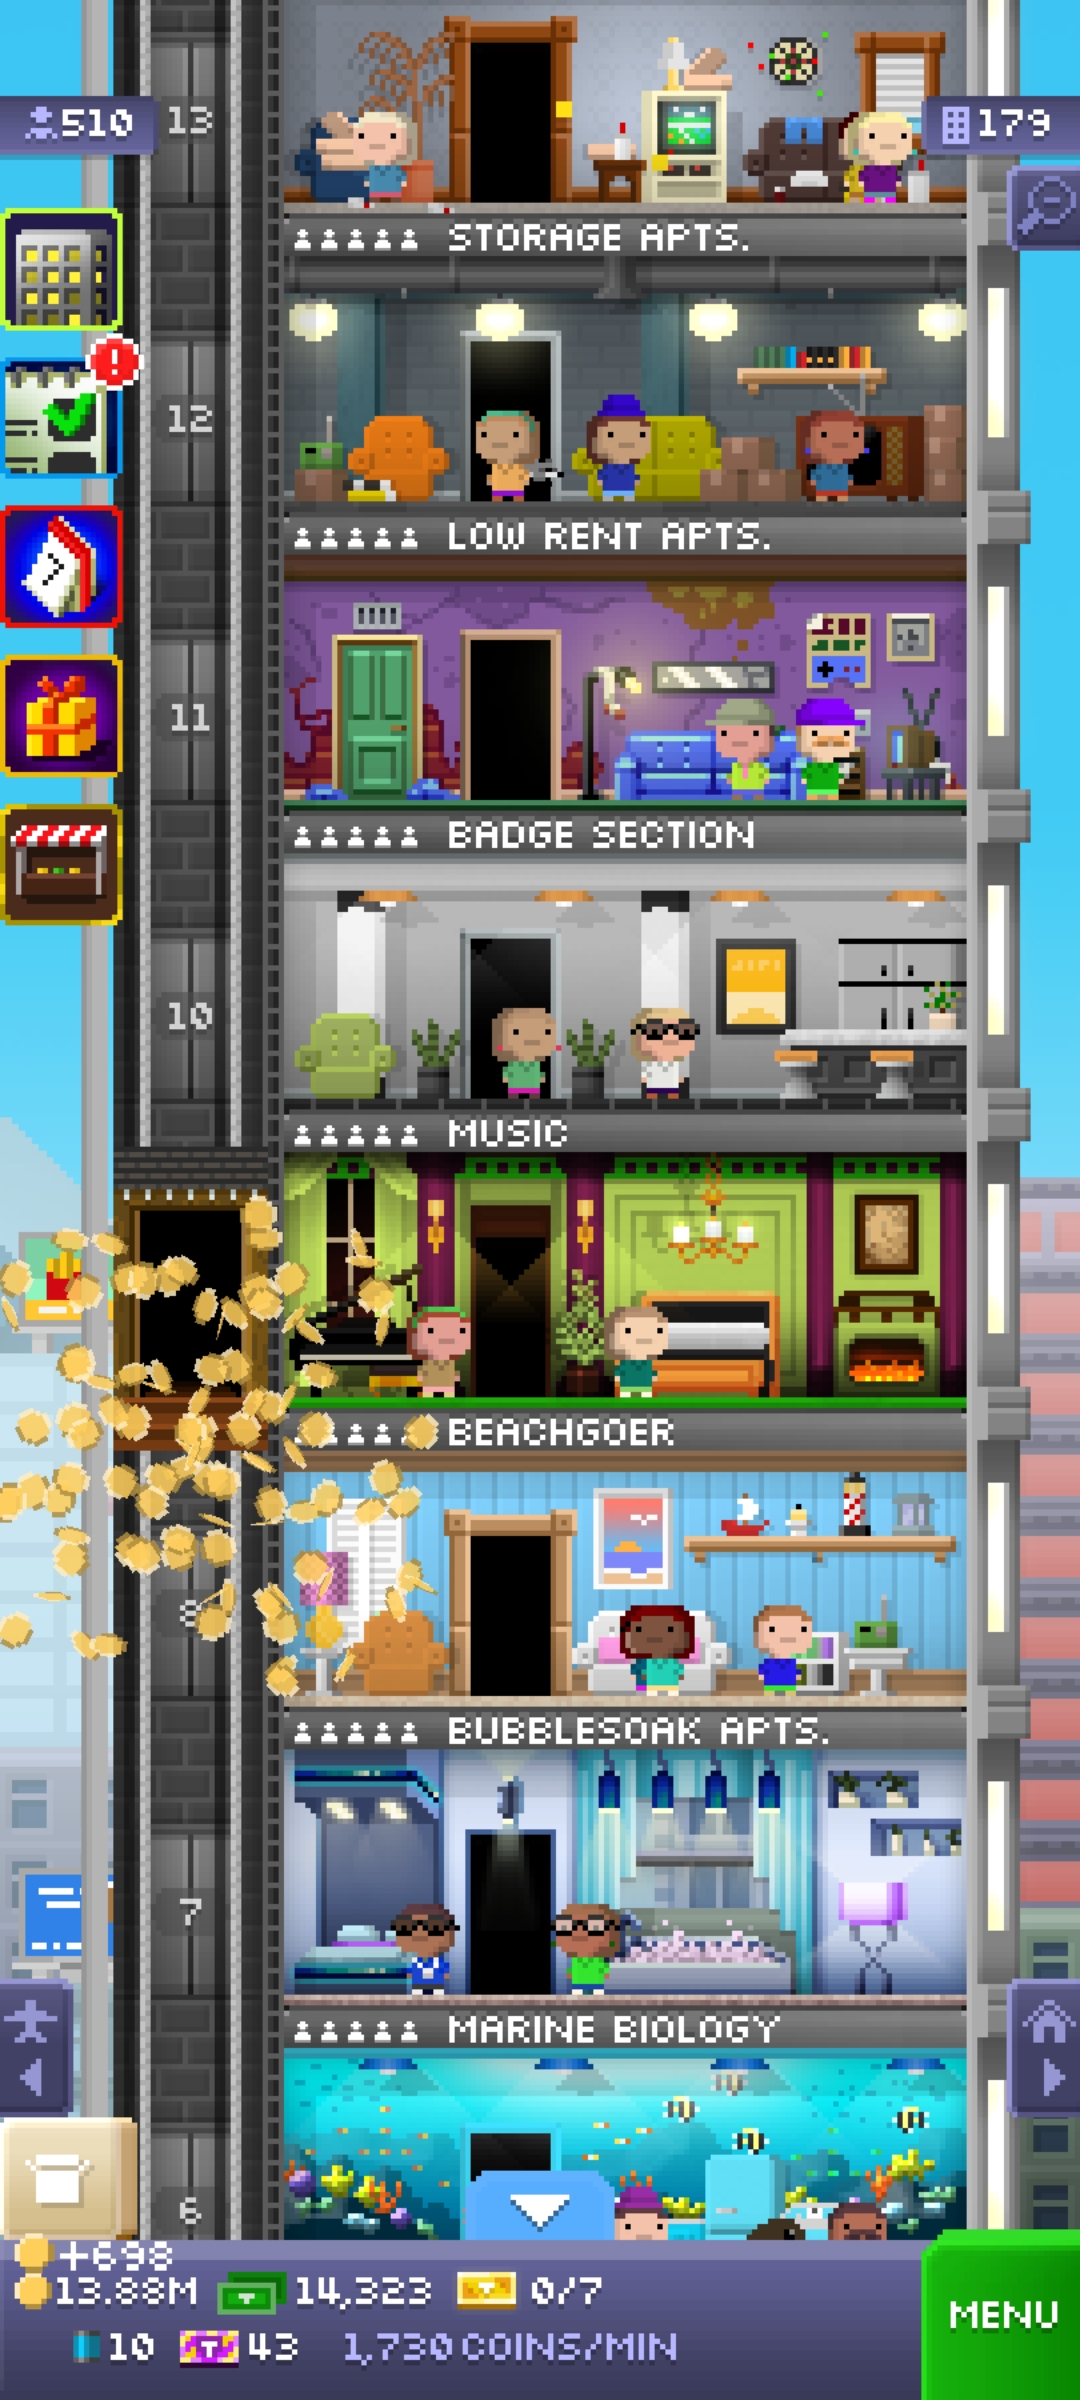 13
510
179
STORAGE APTS.
12
LOW RENT APTS.
11
BADGE SECTION
10
MUSIC
BEACHGOER
8
BUBBLESOAK APTS.
7
MARINE BIOLOGY
6
+698
13.88M 14,323 0/7
10 43 1,730 COINS/MIN
MENU